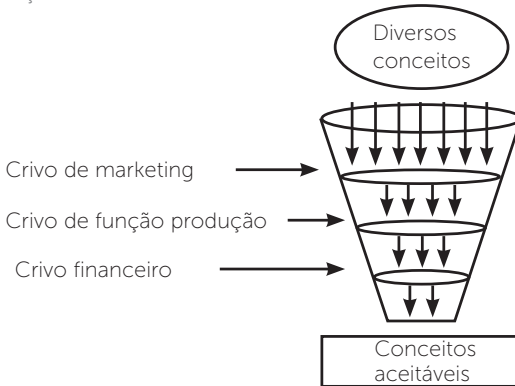 Diversos
conceitos
Crivo de marketing
Crivo de função produção
Crivo financeiro
Conceitos
aceitáveis